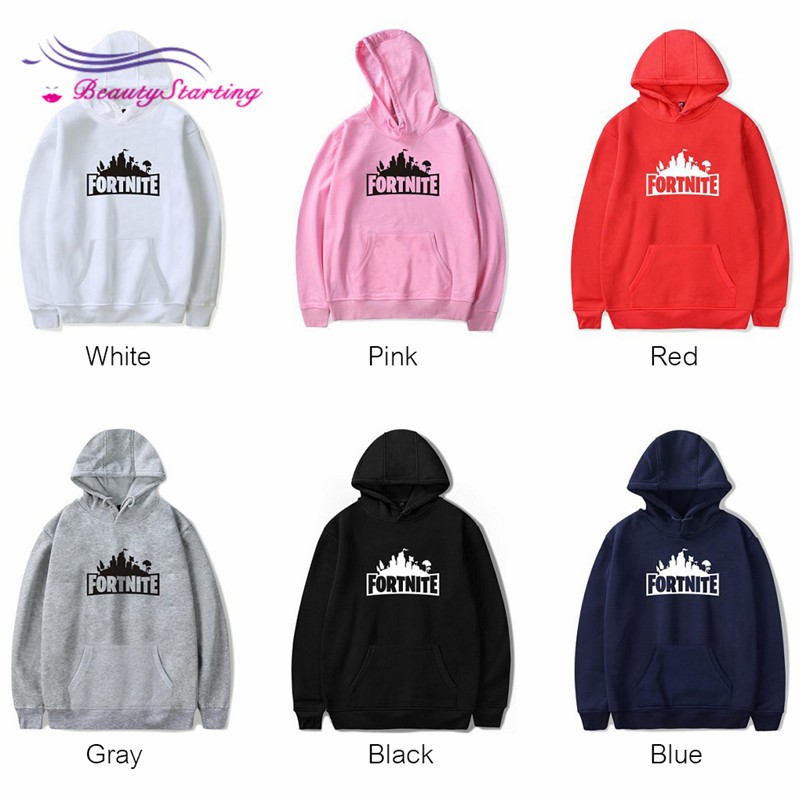 BeautyStarting
FORTNITE
FORTNITE
FORTNITE
White
Pink
Red
FORTNITE
FORTNITE
FORTNITE
Gray
Black
Blue